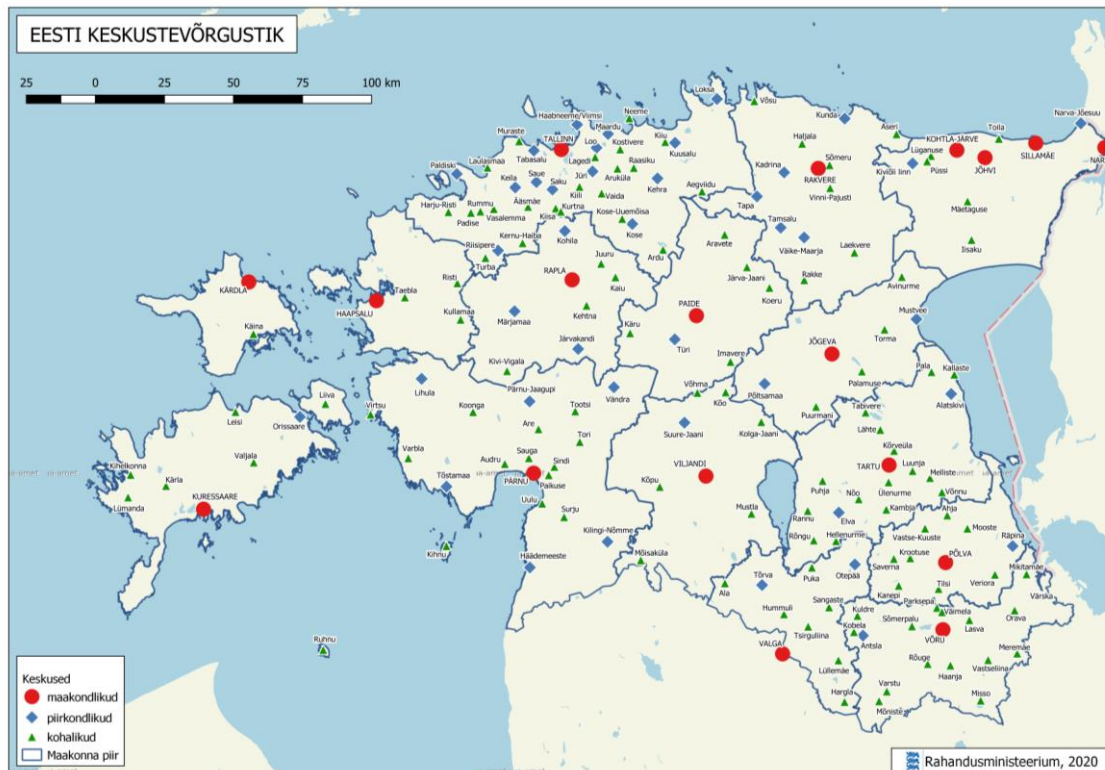 EESTI KESKUSTEVÕRGUSTIK
25 0 25 50 75 100 km
Loksa
Võsu
Neeme
Haabneeme/Viimsi
Maardu
Kunda
Narva-Jõesuu
Muraste
TALLINN
Loo
Kostivere
Kiiu
Kuusalu
Haljala
Aseri
KOHTLA-JÄRVE
Toila
SILLAMÄE
NAR
Tabasalu
Lagedi
Lüganuse
Paldiski
Laulasmaa
Saue
Jüri
Raasiku
Aruküla
Sõmeru
Kadrina
RAKVERE
Kiviõli linn
Püssi
JÕHVI
Keila
Saku
Kiili
Vaida
Kehra
Aegviidu
Vinni-Pajusti
Harju-Risti
Rummu
Ääsmäe
Padise
Vasalemma
Kiisa
Kurtna
Kose-Uuemõisa
Kose
Tapa
Mäetaguse
Tamsalu
Kernu-Haiba
Kohila
Riisipere
Turba
Ardu
Aravete
Väike-Maarja
Laekvere
Iisaku
Juuru
RAPLA
Kaiu
Järva-Jaani
Rakke
Avinurme
Risti
Taebla
KÄRDLA
HAAPSALU
Koeru
Kullamaa
Märjamaa
Kehtna
PAIDE
Mustvee
Käina
Käru
Türi
JÕGEVA
Torma
Järvakandi
Imavere
Kivi-Vigala
Lihula
Pärnu-Jaagupi
Vändra
Võhma
Kõo
Põltsamaa
Palamuse
Pala
Kallaste
Alatskivi
Liiva
Virtsu
Leisi
Orissaare
Koonga
Tootsi
Puurmani
Tabivere
Are
Suure-Jaani
Kolga-Jaani
Lähte
Tori
Varbla
Audru
Sauga
Sindi
Kõrveküla
Kihelkonna
Valjala
Kärla
PÄRNU
Paikuse
VILJANDI
TARTU
Luunja
Melliste
Tõstamaa
Kõpu
Puhja
Nõo
Ülenurme
Võnnu
Lümanda
KURESSAARE
Uulu
Surju
Mustla
Rannu
Elva
Kambja
Ahja
Kihnu
Kilingi-Nõmme
Rõngu
Hellenurme
Vastse-Kuuste
Mooste
Räpina
Häädemeeste
Mõisaküla
Tõrva
Puka
Otepää
Saverna
Krootuse
PÕLVA
Mikitamäe
Ala
Kanepi
Tilsi
Veriora
Värska
Hummuli
Sangaste
Kuldre
Parksepa
Väimela
Orava
Tsirguliina
Kobela
Antsla
Sõmerpalu
VÕRU
Lasva
Ruhnu
VALGA
Lüllemäe
Rõuge
Haanja
Meremäe
Vastseliina
Hargla
Varstu
Mõniste
Misso
Keskused
maakondlikud
piirkondlikud
kohalikud
Maakonna piir
Rahandusministeerium, 2020